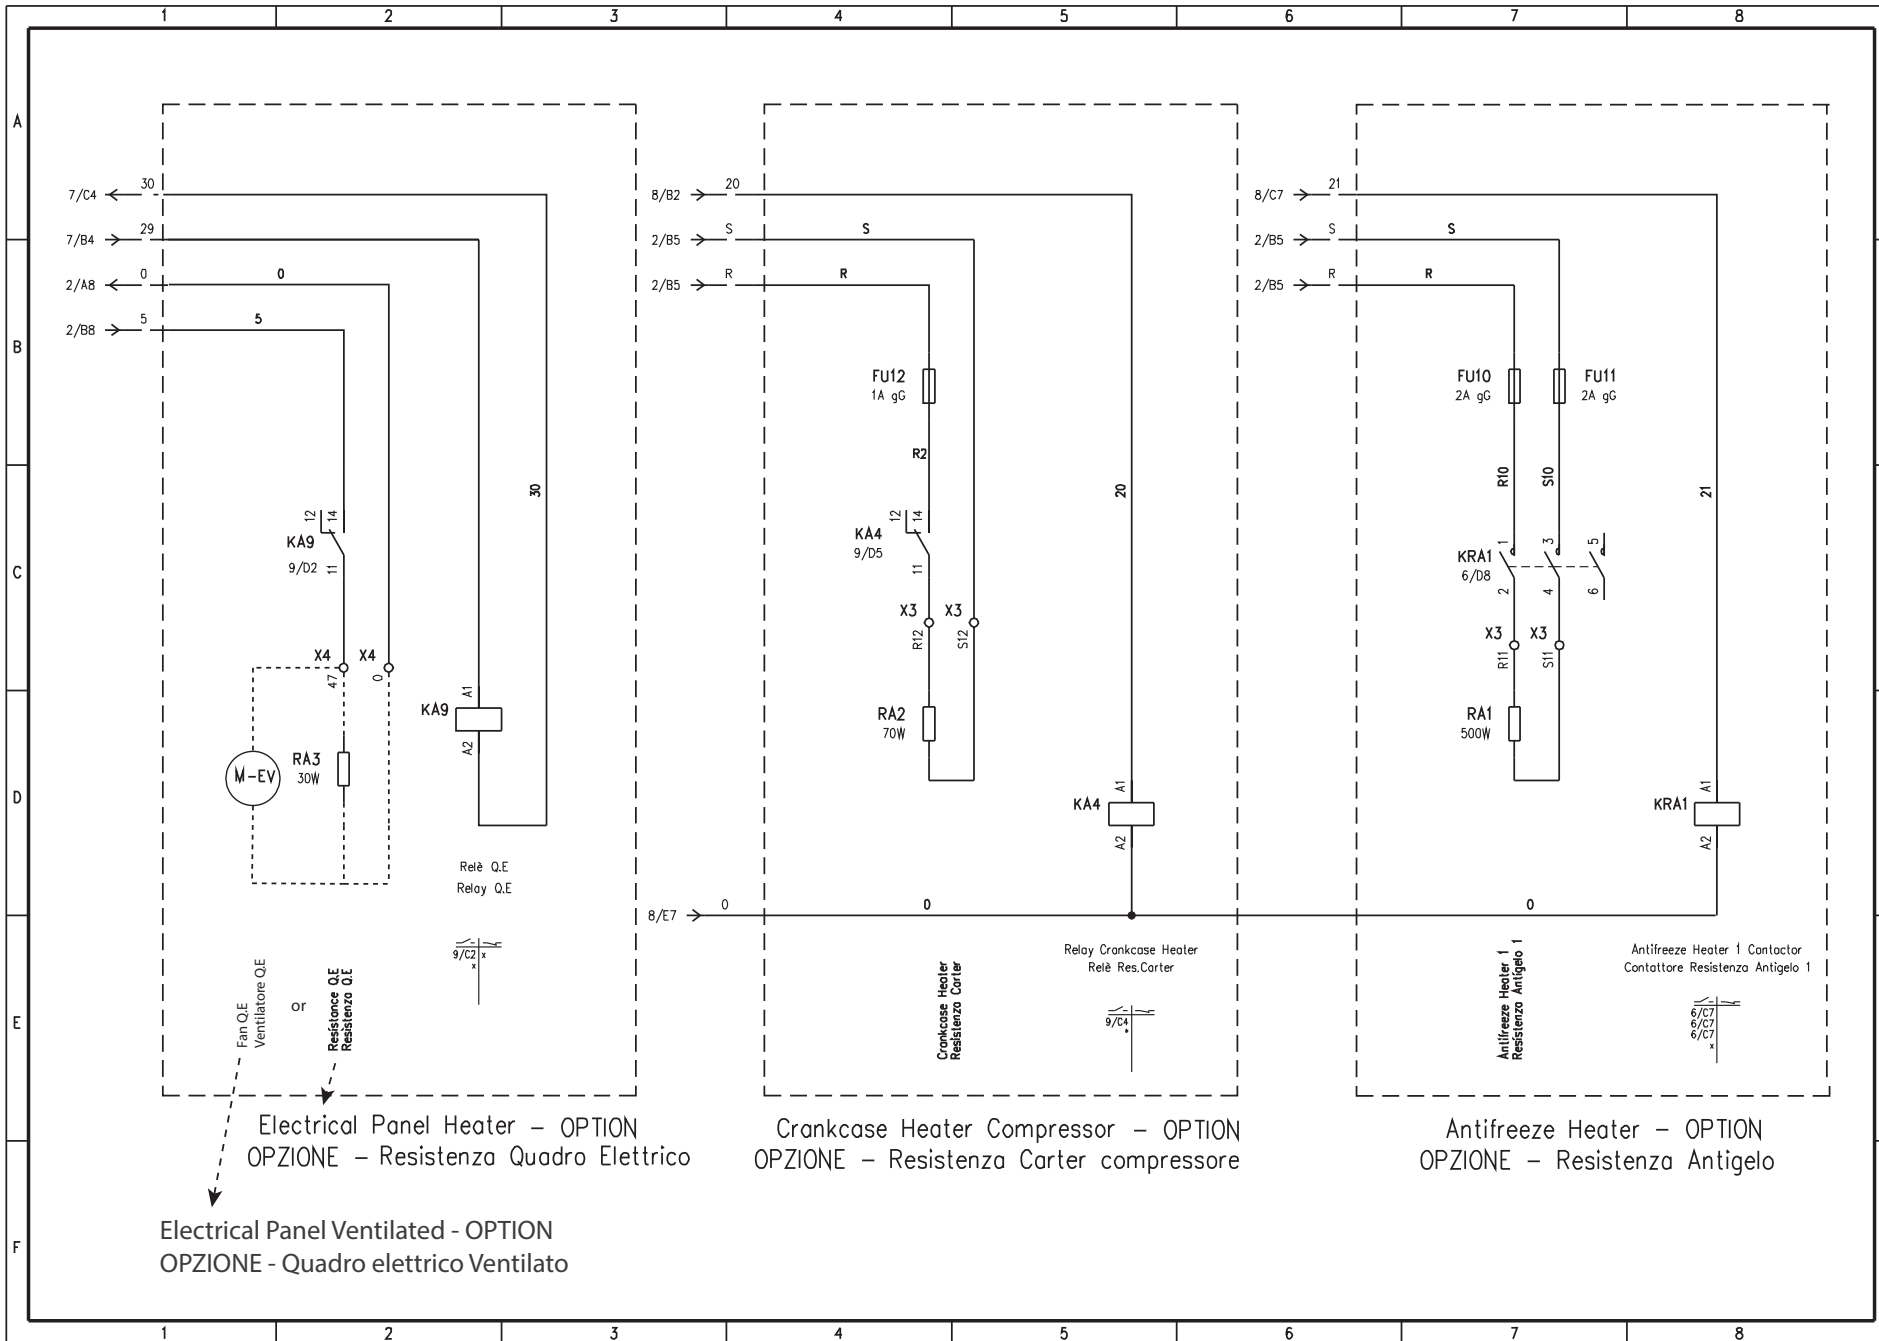 1 2 3 4 5 6 7 8
A
B
C
D
E
F
7/C4 30
7/B4 29
2/A8 0 0
2/B8 5 5
30
12 14
KA9
9/D2 11
X4 X4
47 0
M-EV
RA3
30W
A1
KA9
A2
Relè Q.E
Relay Q.E
9/C2 x
x
Fan Q.E
Ventilatore Q.E
or
Resistance Q.E
Resistenza Q.E
Electrical Panel Heater - OPTION
OPZIONE - Resistenza Quadro Elettrico
Electrical Panel Ventilated - OPTION
OPZIONE - Quadro elettrico Ventilato
8/B2 20
2/B5 S S
2/B5 R R
FU12
1A gG
R2
20
12 14
KA4
9/D5
11
X3 X3
R12 S12
RA2
70W
A1
KA4
A2
8/E7 0 0 0
Crankcase Heater
Resistenza Carter
Relay Crankcase Heater
Relè Res.Carter
9/C4
Crankcase Heater Compressor - OPTION
OPZIONE - Resistenza Carter compressore
8/C7 21
2/B5 S S
2/B5 R R
FU10 FU11
2A gG 2A gG
R10 S10 21
1 3 5
KRA1
6/D8
2 4 6
X3 X3
R11 S11
RA1
500W
A1
KRA1
A2
Antifreeze Heater 1
Resistenza Antigelo 1
Antifreeze Heater 1 Contactor
Contattore Resistenza Antigelo 1
6/C7
6/C7
6/C7
x
Antifreeze Heater - OPTION
OPZIONE - Resistenza Antigelo
1 2 3 4 5 6 7 8